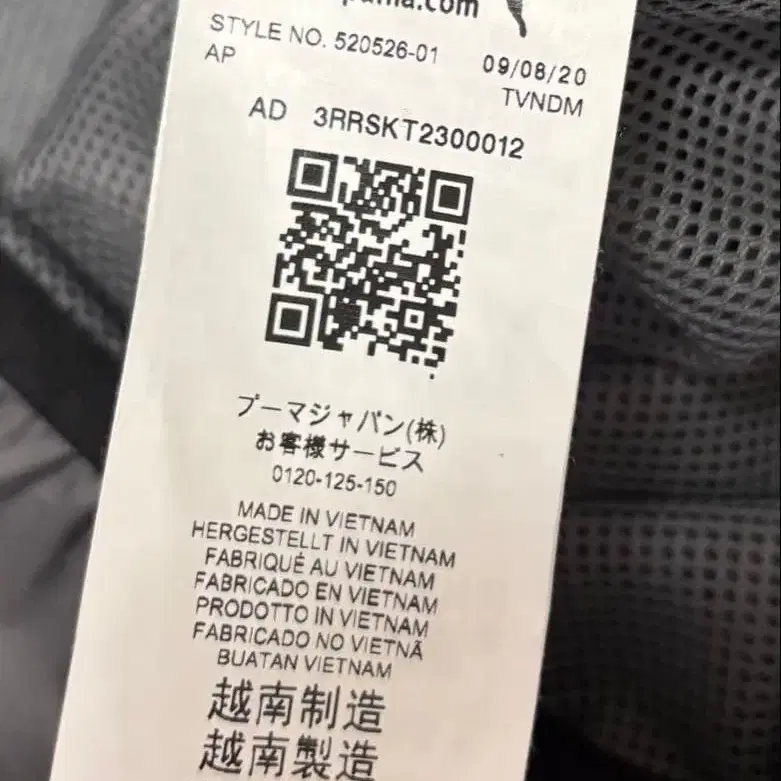 puma.com
STYLE NO. 520526-01 09/08/20
AP TVNDM
AD 3RRSKT2300012
プーマジャパン(株)
お客様サービス
0120-125-150
MADE IN VIETNAM
HERGESTELLT IN VIETNAM
FABRIQUÉ AU VIETNAM
FABRICADO EN VIETNAM
PRODOTTO IN VIETNAM
FABRICADO NO VIETNÃ
BUATAN VIETNAM
越南制造
越南製造